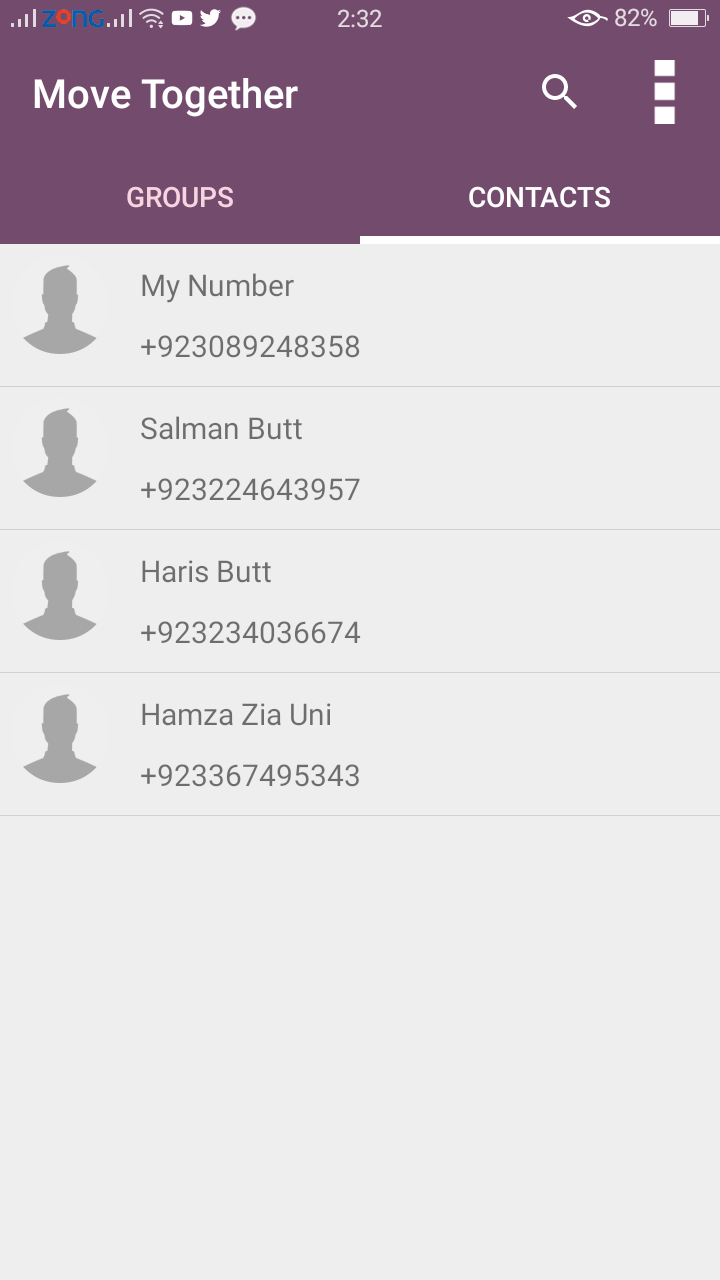 ZONG 2:32 82%
Move Together
GROUPS CONTACTS
My Number
+923089248358
Salman Butt
+923224643957
Haris Butt
+923234036674
Hamza Zia Uni
+923367495343